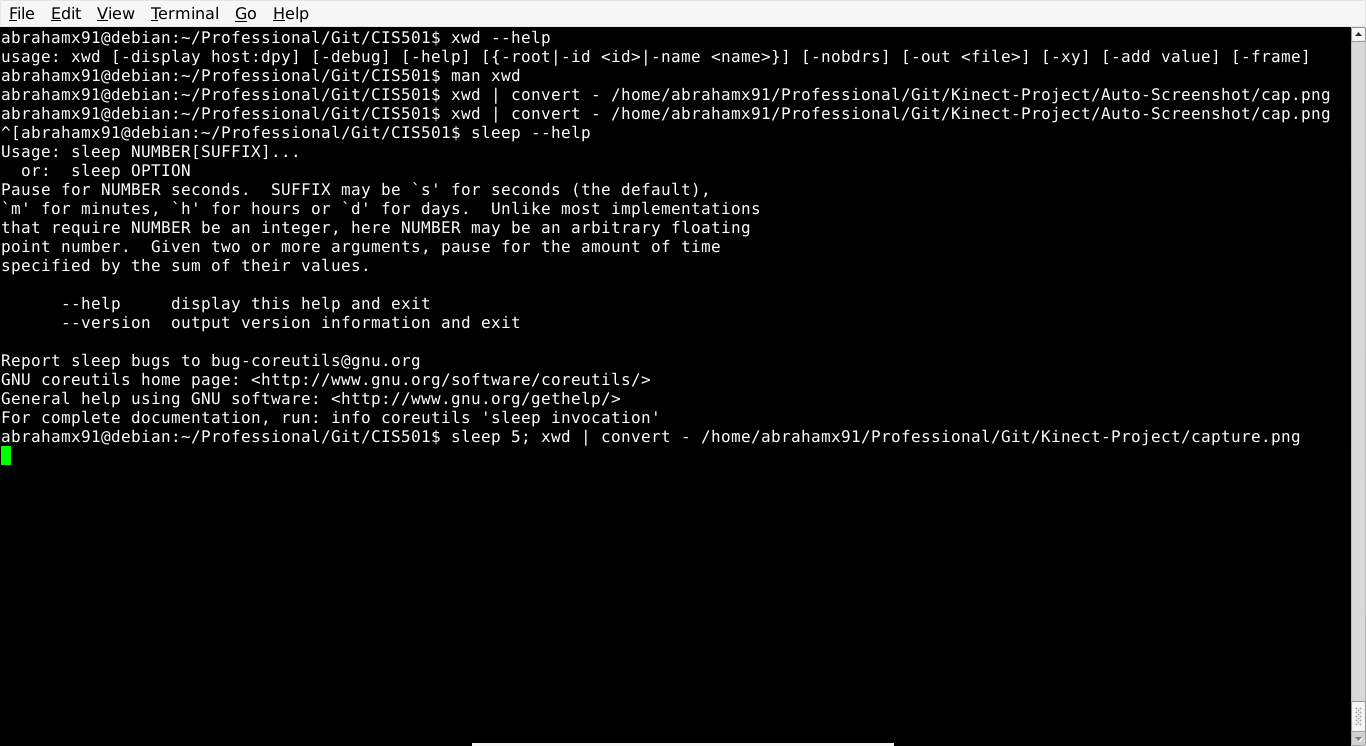 File Edit View Terminal Go Help
abrahamx91@debian:~/Professional/Git/CIS501$ xwd --help
usage: xwd [-display host:dpy] [-debug] [-help] [{-root|-id <id>|-name <name>}] [-nobdrs] [-out <file>] [-xy] [-add value] [-frame]
abrahamx91@debian:~/Professional/Git/CIS501$ man xwd
abrahamx91@debian:~/Professional/Git/CIS501$ xwd | convert - /home/abrahamx91/Professional/Git/Kinect-Project/Auto-Screenshot/cap.png
abrahamx91@debian:~/Professional/Git/CIS501$ xwd | convert - /home/abrahamx91/Professional/Git/Kinect-Project/Auto-Screenshot/cap.png
^[abrahamx91@debian:~/Professional/Git/CIS501$ sleep --help
Usage: sleep NUMBER[SUFFIX]...
  or:  sleep OPTION
Pause for NUMBER seconds.  SUFFIX may be `s' for seconds (the default),
`m' for minutes, `h' for hours or `d' for days.  Unlike most implementations
that require NUMBER be an integer, here NUMBER may be an arbitrary floating
point number.  Given two or more arguments, pause for the amount of time
specified by the sum of their values.
      --help     display this help and exit
      --version  output version information and exit
Report sleep bugs to bug-coreutils@gnu.org
GNU coreutils home page: <http://www.gnu.org/software/coreutils/>
General help using GNU software: <http://www.gnu.org/gethelp/>
For complete documentation, run: info coreutils 'sleep invocation'
abrahamx91@debian:~/Professional/Git/CIS501$ sleep 5; xwd | convert - /home/abrahamx91/Professional/Git/Kinect-Project/capture.png